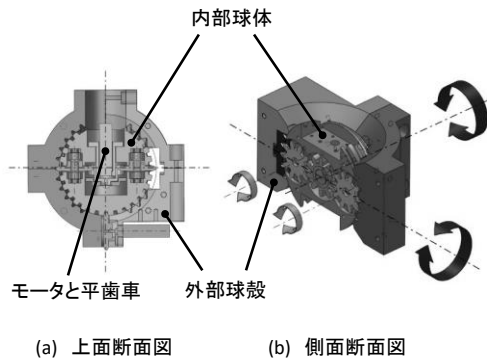 内部球体
モータと平歯車
外部球殻
(a) 上面断面図
(b) 側面断面図